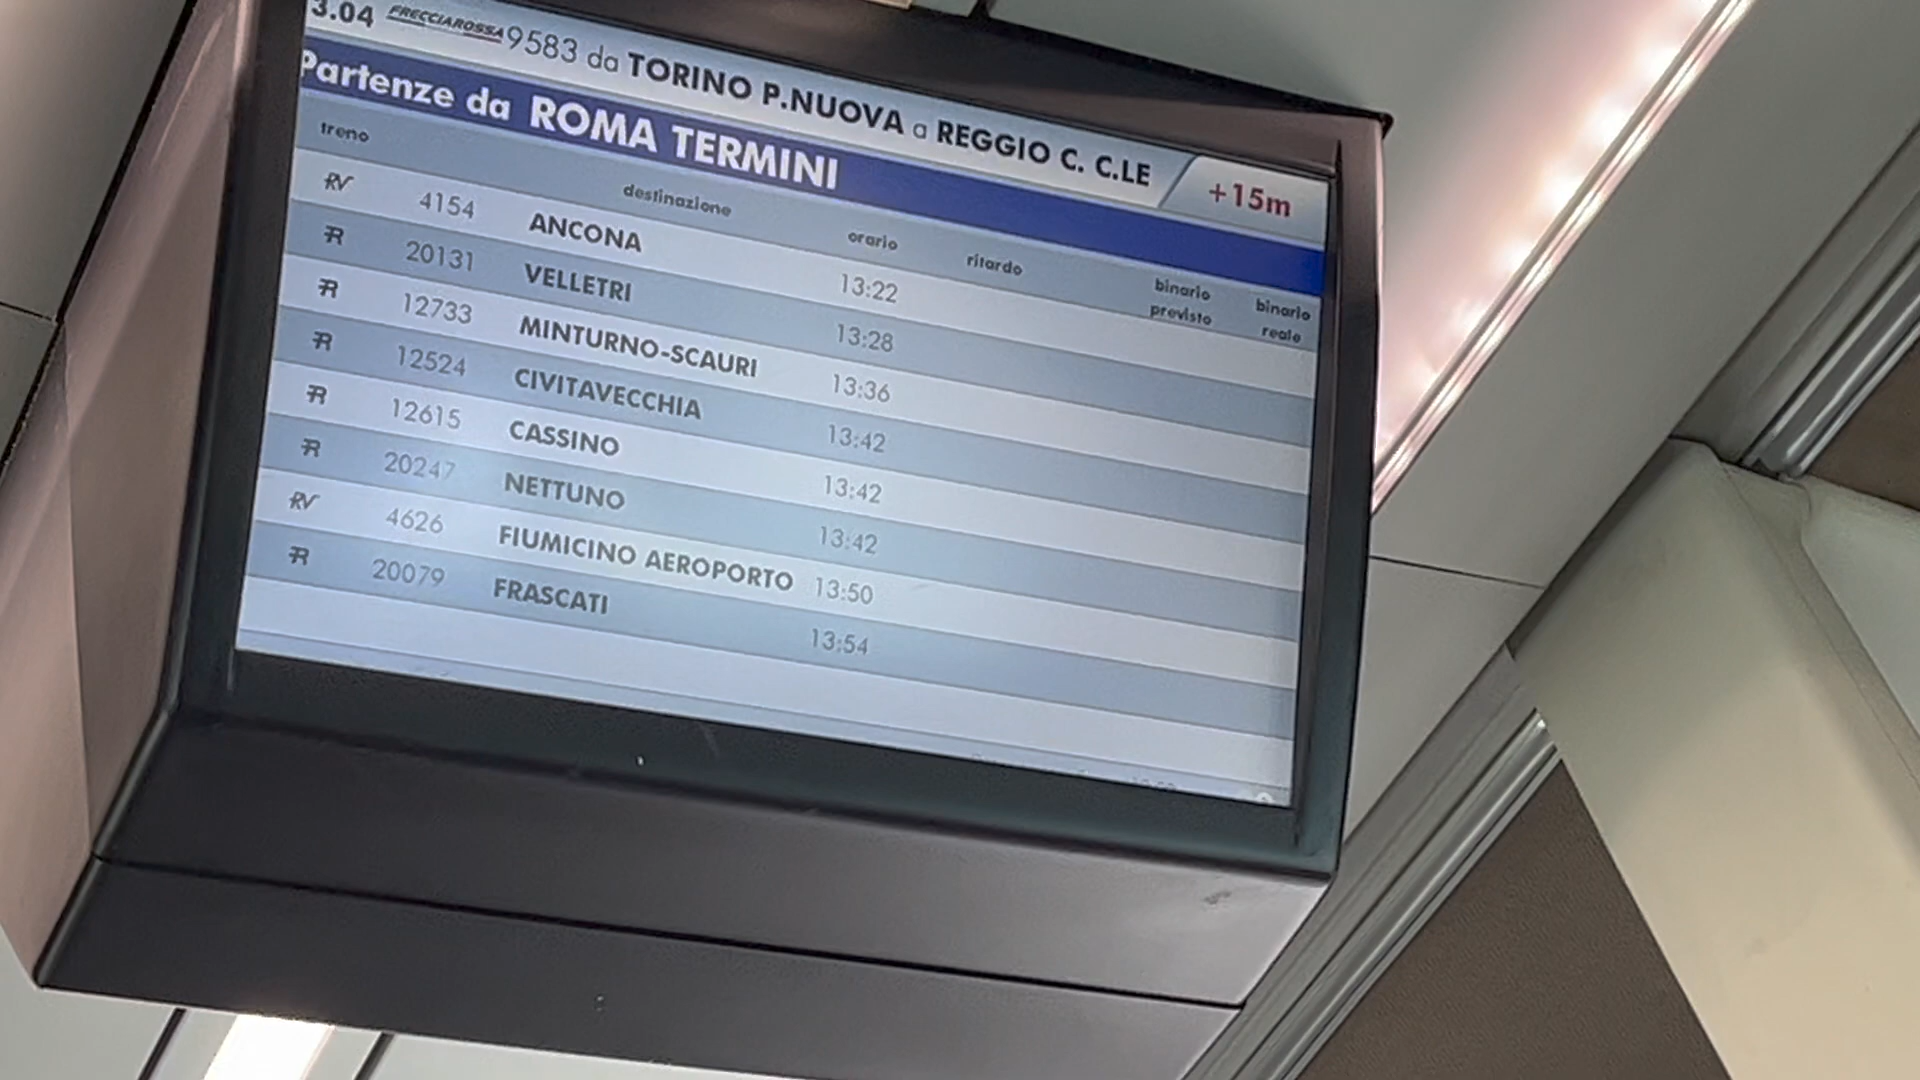 3.04 FRECCIAROSSA 9583 da TORINO P.NUOVA a REGGIO C. C.LE +15m
Partenze da ROMA TERMINI
treno destinazione orario ritardo binario previsto binario reale
RV 4154 ANCONA 13:22
R 20131 VELLETRI 13:28
R 12733 MINTURNO-SCAURI 13:36
R 12524 CIVITAVECCHIA 13:42
R 12615 CASSINO 13:42
R 20247 NETTUNO 13:42
RV 4626 FIUMICINO AEROPORTO 13:50
R 20079 FRASCATI 13:54